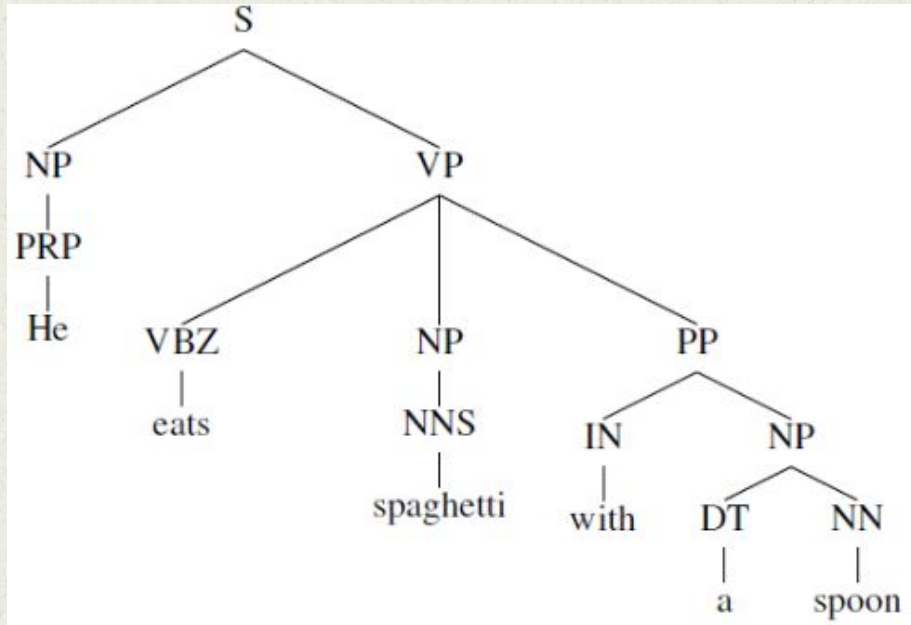 S
NP VP
PRP
He VBZ NP PP
eats NNS IN NP
spaghetti with DT NN
a spoon